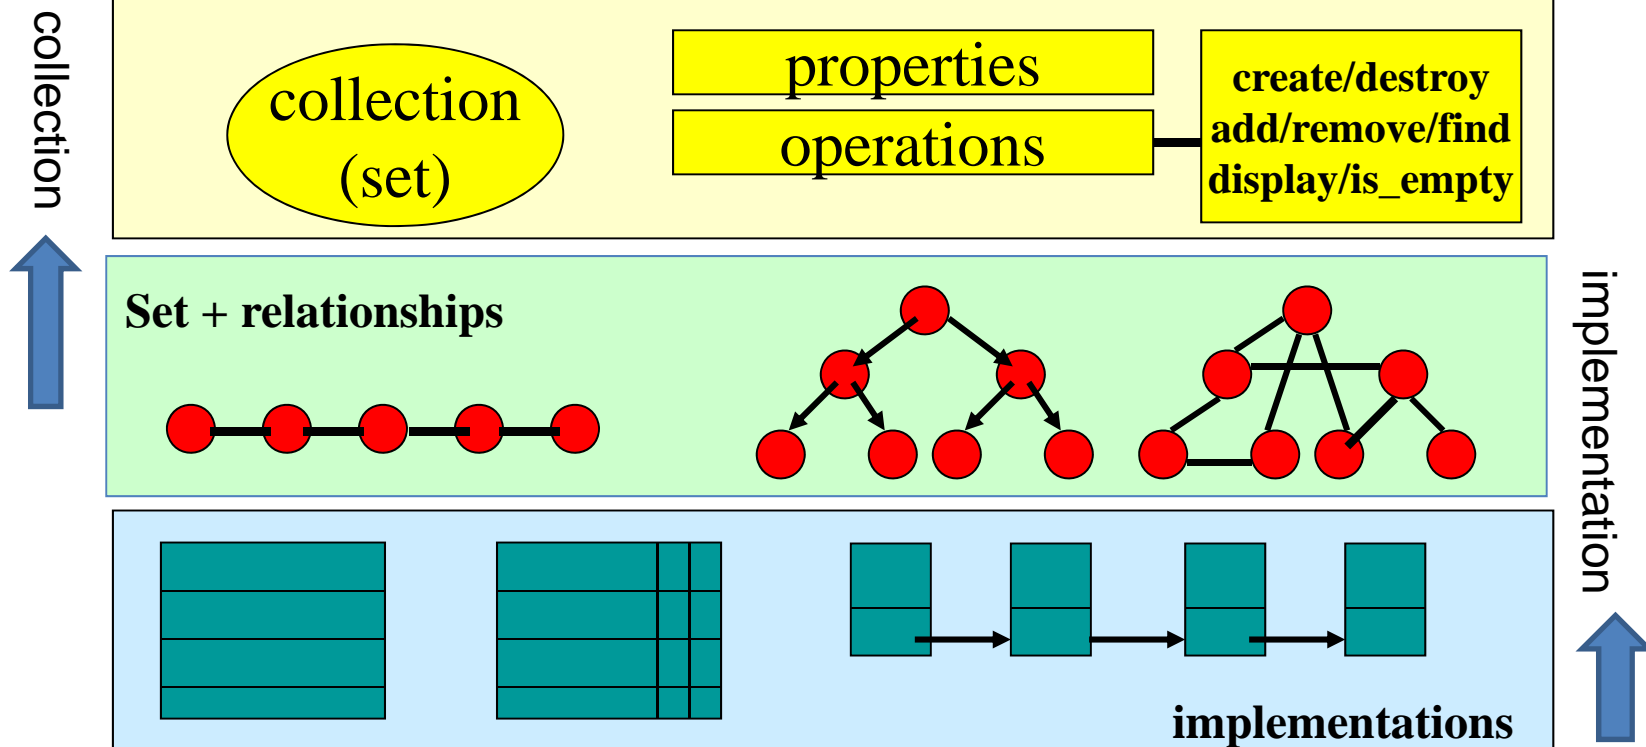 collection
collection
(set)
properties
operations
create/destroy
add/remove/find
display/is_empty
Set + relationships
implementation
implementations